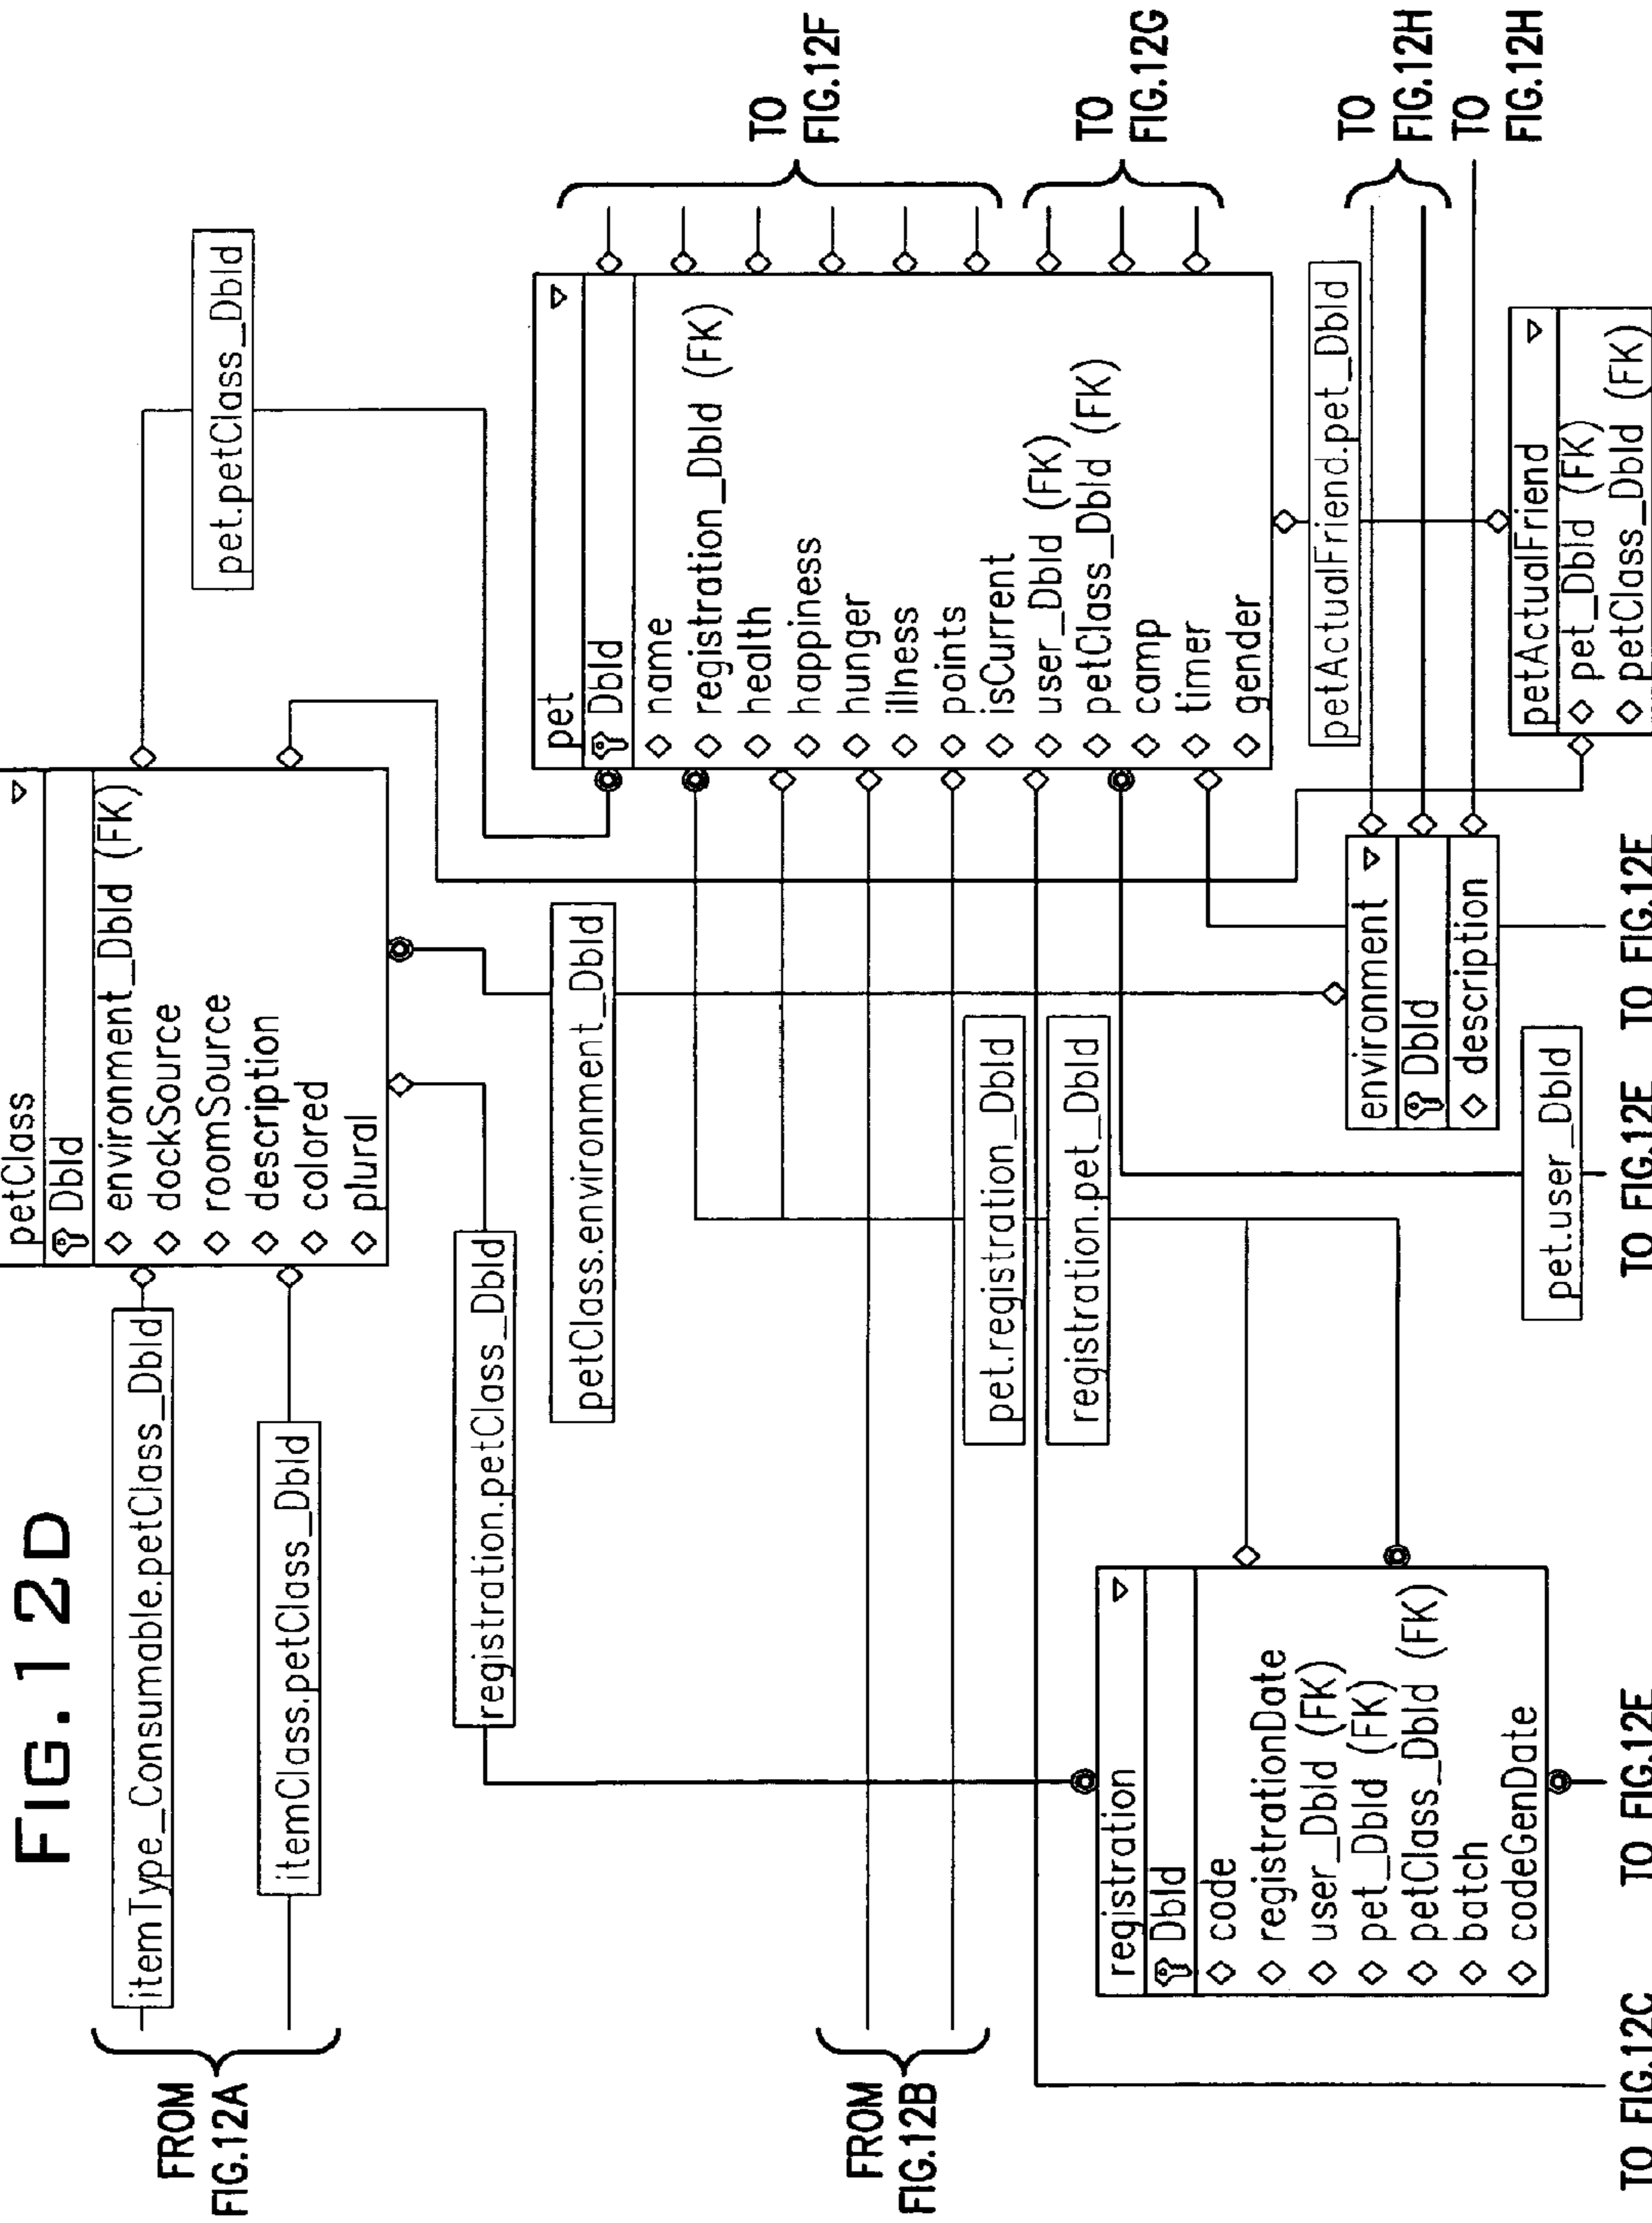 FIG.12D
FROM
FIG.12A
itemType_Consumable.petClass_DbId
itemClass.petClass_DbId
petClass
DbId
environment_DbId (FK)
dockSource
roomSource
description
colored
plural
pet.petClass_DbId
registration.petClass_DbId
petClass.environment_DbId
pet
DbId
name
registration_DbId (FK)
health
happiness
hunger
illness
points
isCurrent
user_DbId (FK)
petClass_DbId (FK)
camp
timer
gender
TO
FIG.12F
TO
FIG.12G
FROM
FIG.12B
pet.registration_DbId
registration.pet_DbId
registration
DbId
code
registrationDate
user_DbId (FK)
pet_DbId (FK)
petClass_DbId (FK)
batch
codeGenDate
petActualFriend.pet_DbId
environment
DbId
description
TO
FIG.12H
TO
FIG.12H
pet.user_DbId
petActualFriend
pet_DbId (FK)
petClass_DbId (FK)
TO FIG.12C
TO FIG.12E
TO FIG.12E
TO FIG.12E